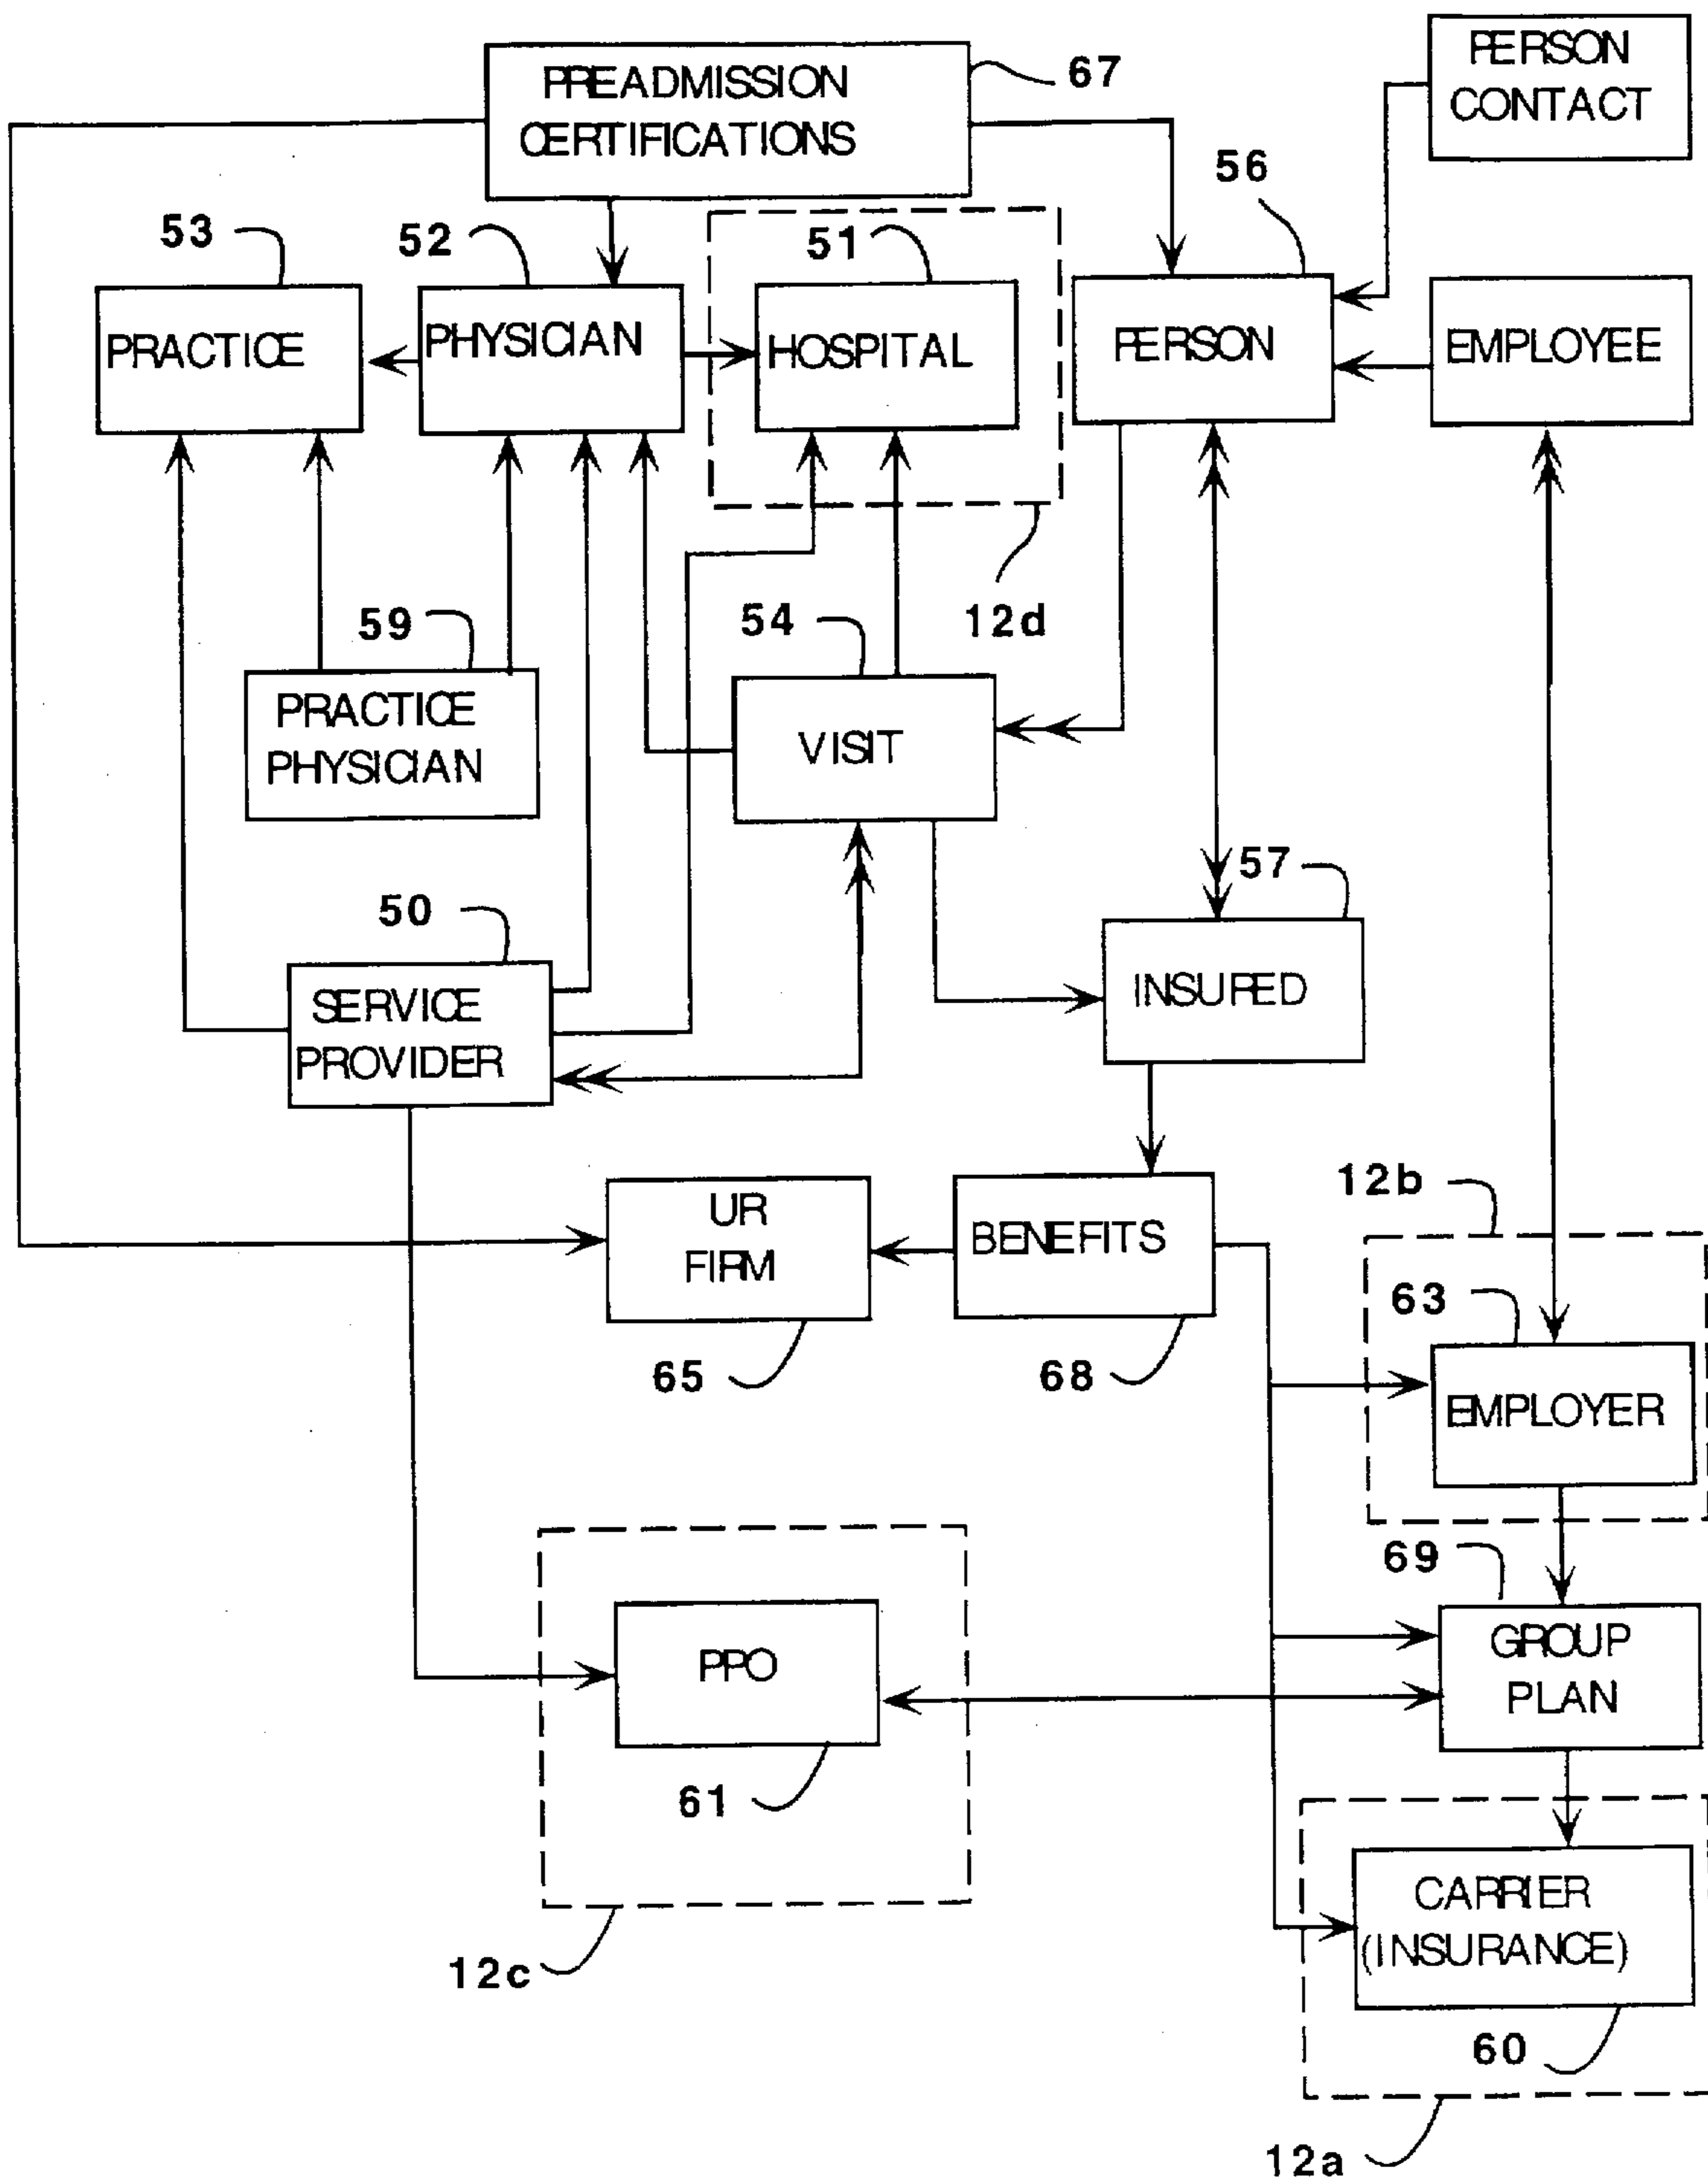 PERSON
CONTACT
PREADMISSION
CERTIFICATIONS
67
56
53
52
51
PRACTICE
PHYSICIAN
HOSPITAL
PERSON
EMPLOYEE
59
54
12d
PRACTICE
PHYSICIAN
VISIT
57
50
SERVICE
PROVIDER
INSURED
12b
UR
FIRM
BENEFITS
63
65
68
EMPLOYER
69
PPO
GROUP
PLAN
61
CARRIER
(INSURANCE)
12c
60
12a